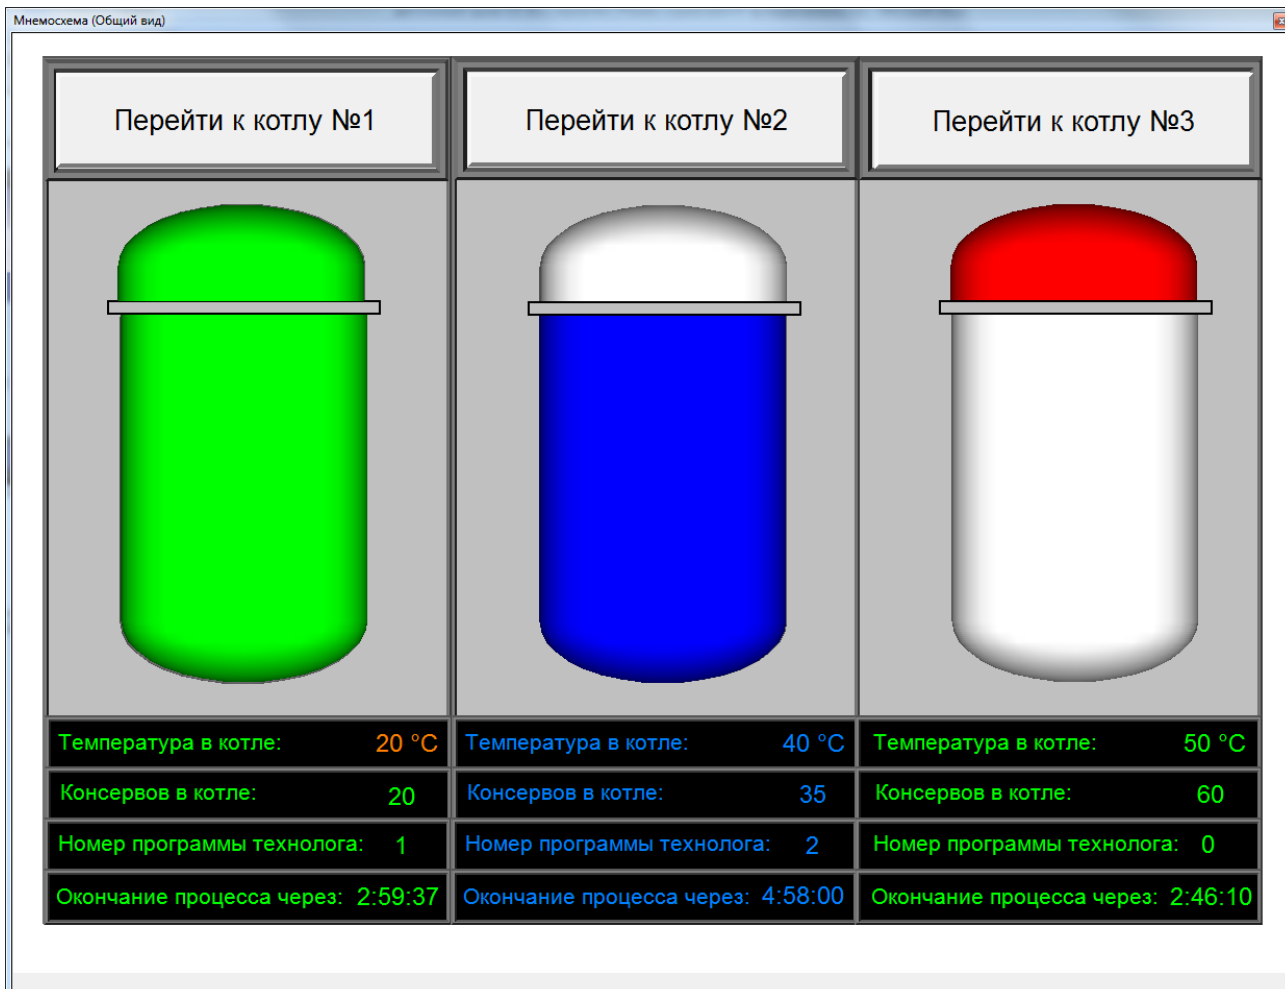 Мнемосхема (Общий вид)
Перейти к котлу №1
Перейти к котлу №2
Перейти к котлу №3
Температура в котле: 20 °C
Консервов в котле: 20
Номер программы технолога: 1
Окончание процесса через: 2:59:37
Температура в котле: 40 °C
Консервов в котле: 35
Номер программы технолога: 2
Окончание процесса через: 4:58:00
Температура в котле: 50 °C
Консервов в котле: 60
Номер программы технолога: 0
Окончание процесса через: 2:46:10